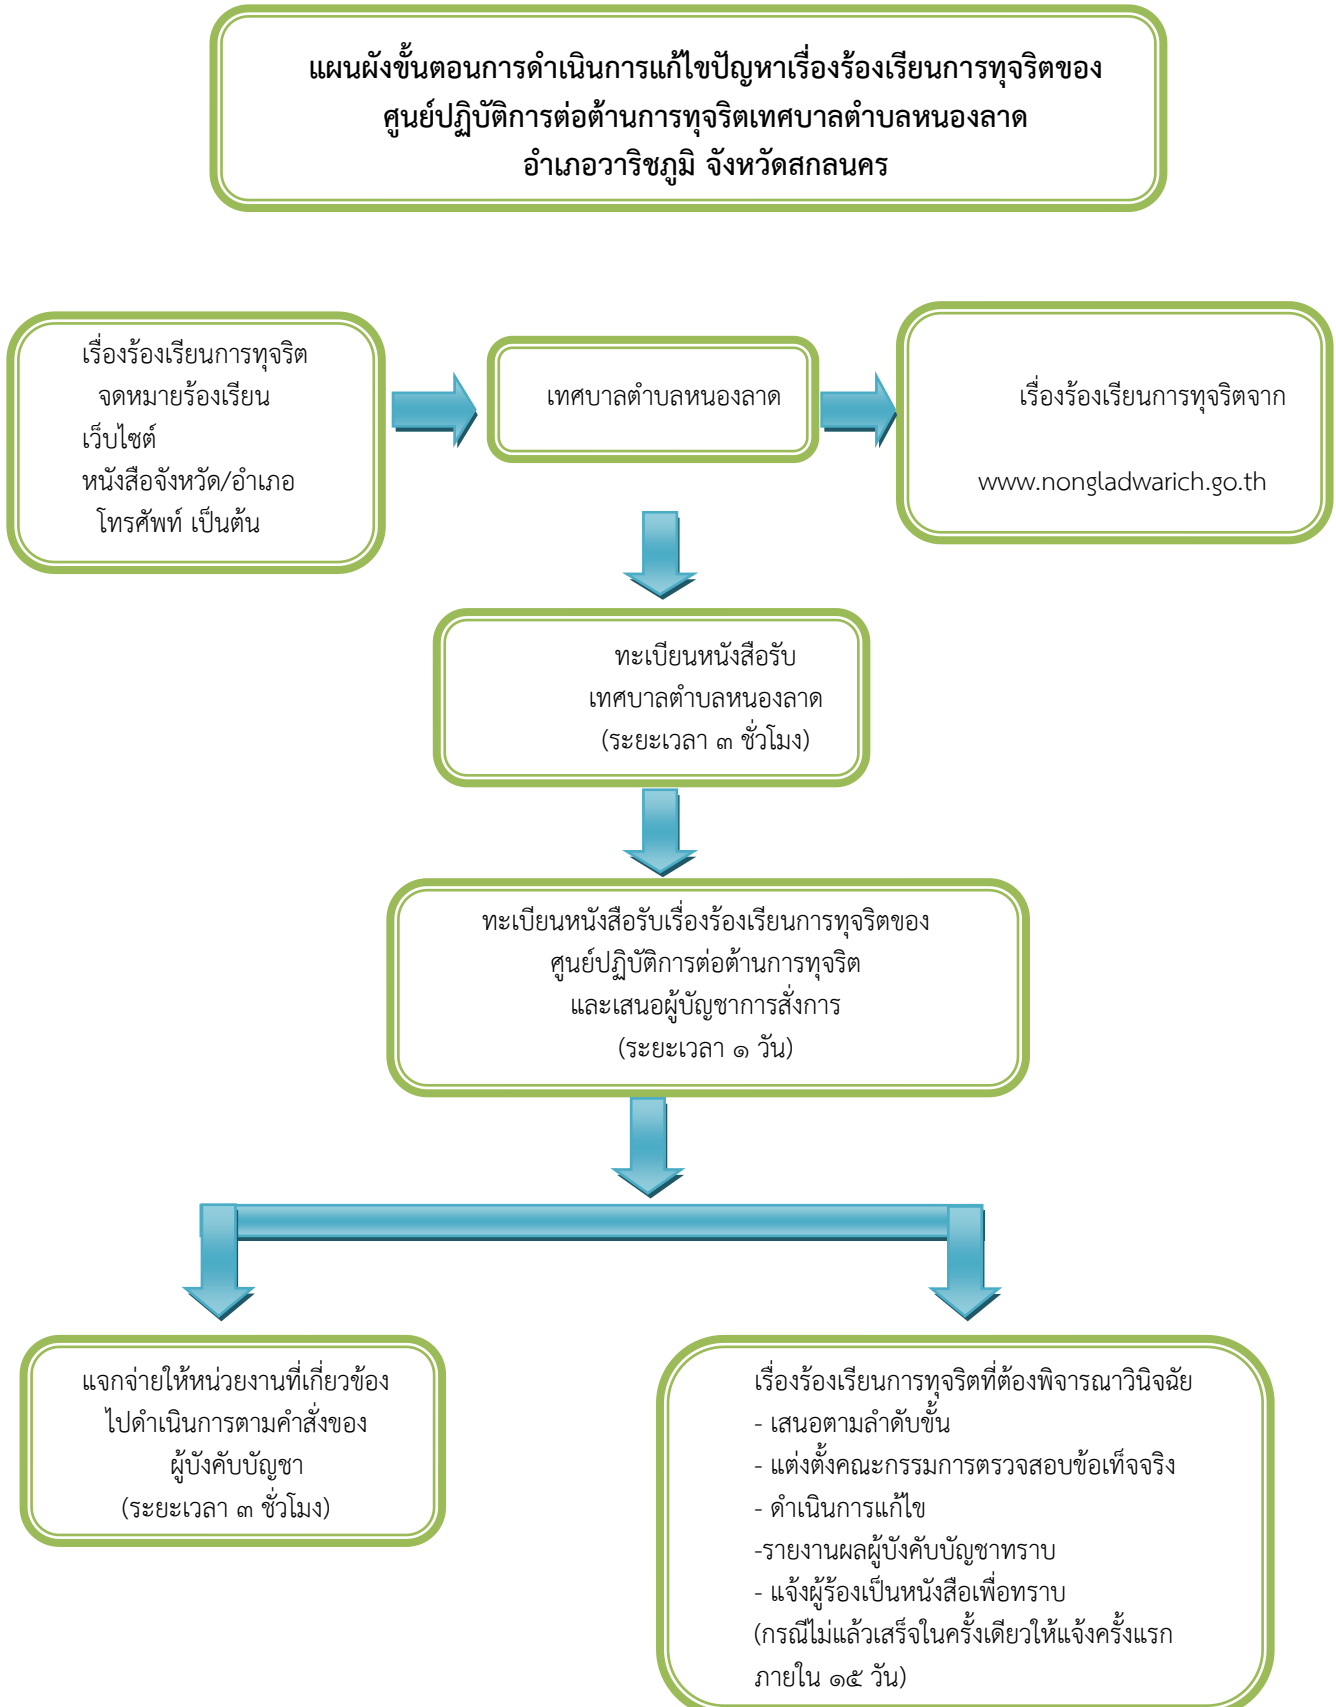 แผนผังขั้นตอนการดำเนินการแก้ไขปัญหาเรื่องร้องเรียนการทุจริตของ
ศูนย์ปฏิบัติการต่อต้านการทุจริตเทศบาลตำบลหนองลาด
อำเภอวาริชภูมิ จังหวัดสกลนคร
เรื่องร้องเรียนการทุจริต
จดหมายร้องเรียน
เว็บไซต์
หนังสือจังหวัด/อำเภอ
โทรศัพท์ เป็นต้น
เทศบาลตำบลหนองลาด
เรื่องร้องเรียนการทุจริตจาก
www.nongladwarich.go.th
ทะเบียนหนังสือรับ
เทศบาลตำบลหนองลาด
(ระยะเวลา ๓ ชั่วโมง)
ทะเบียนหนังสือรับเรื่องร้องเรียนการทุจริตของ
ศูนย์ปฏิบัติการต่อต้านการทุจริต
และเสนอผู้บัญชาการสั่งการ
(ระยะเวลา ๑ วัน)
แจกจ่ายให้หน่วยงานที่เกี่ยวข้อง
ไปดำเนินการตามคำสั่งของ
ผู้บังคับบัญชา
(ระยะเวลา ๓ ชั่วโมง)
เรื่องร้องเรียนการทุจริตที่ต้องพิจารณาวินิจฉัย
- เสนอตามลำดับขั้น
- แต่งตั้งคณะกรรมการตรวจสอบข้อเท็จจริง
- ดำเนินการแก้ไข
-รายงานผลผู้บังคับบัญชาทราบ
- แจ้งผู้ร้องเป็นหนังสือเพื่อทราบ
(กรณีไม่แล้วเสร็จในครั้งเดียวให้แจ้งครั้งแรก
ภายใน ๑๕ วัน)